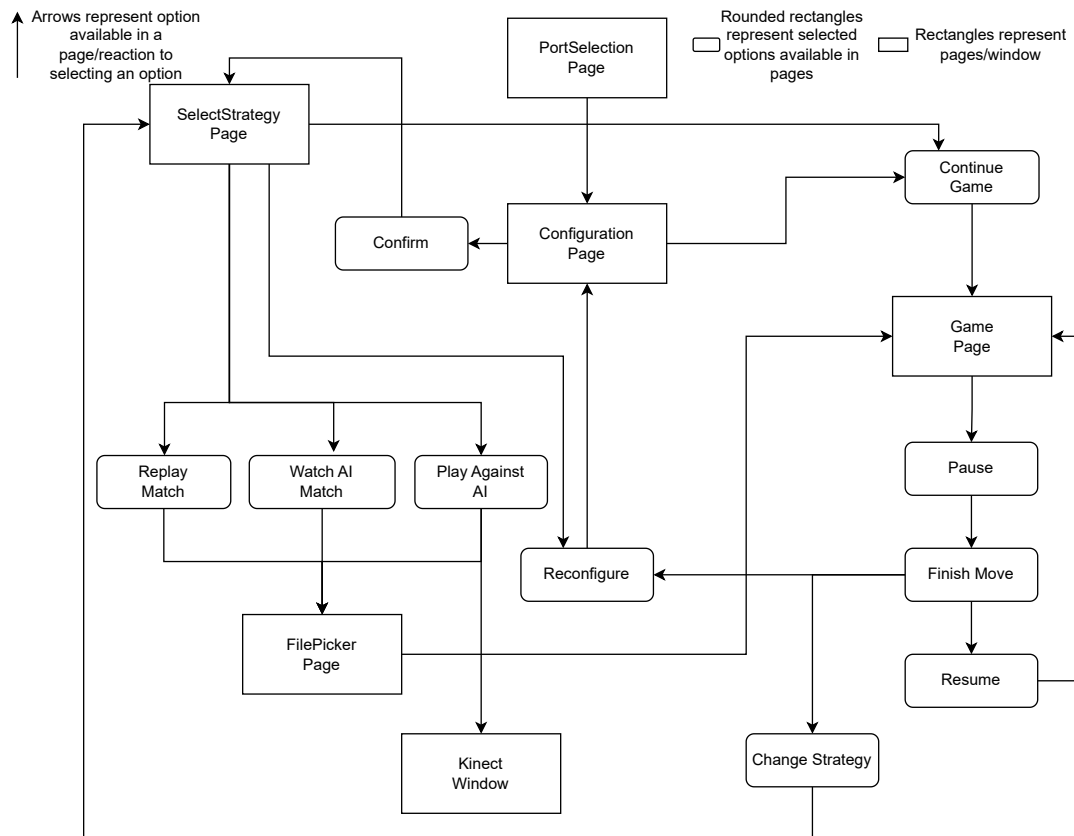 Arrows represent option
available in a
page/reaction to
selecting an option
PortSelection
Page
Rounded rectangles
represent selected
options available in
pages
Rectangles represent
pages/window
SelectStrategy
Page
Continue
Game
Confirm
Configuration
Page
Game
Page
Replay
Match
Watch AI
Match
Play Against
AI
Pause
Reconfigure
Finish Move
FilePicker
Page
Resume
Kinect
Window
Change Strategy